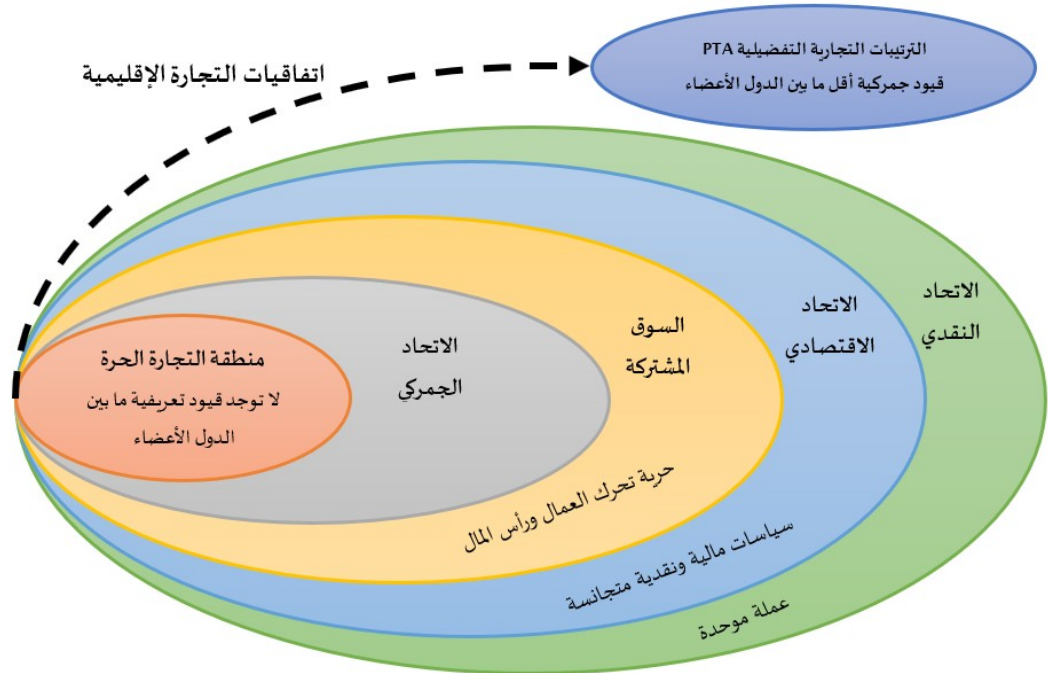 الترتيبات التجارية التفضيلية PTA
قيود جمركية أقل ما بين الدول الأعضاء
اتفاقيات التجارة الإقليمية
الاتحاد
النقدي
الاتحاد
الاقتصادي
السوق
المشتركة
الاتحاد
الجمركي
منطقة التجارة الحرة
لا توجد قيود تعريفية ما بين
الدول الأعضاء
حرية تحرك العمال ورأس المال
سياسات مالية ونقدية متجانسة
عملة موحدة